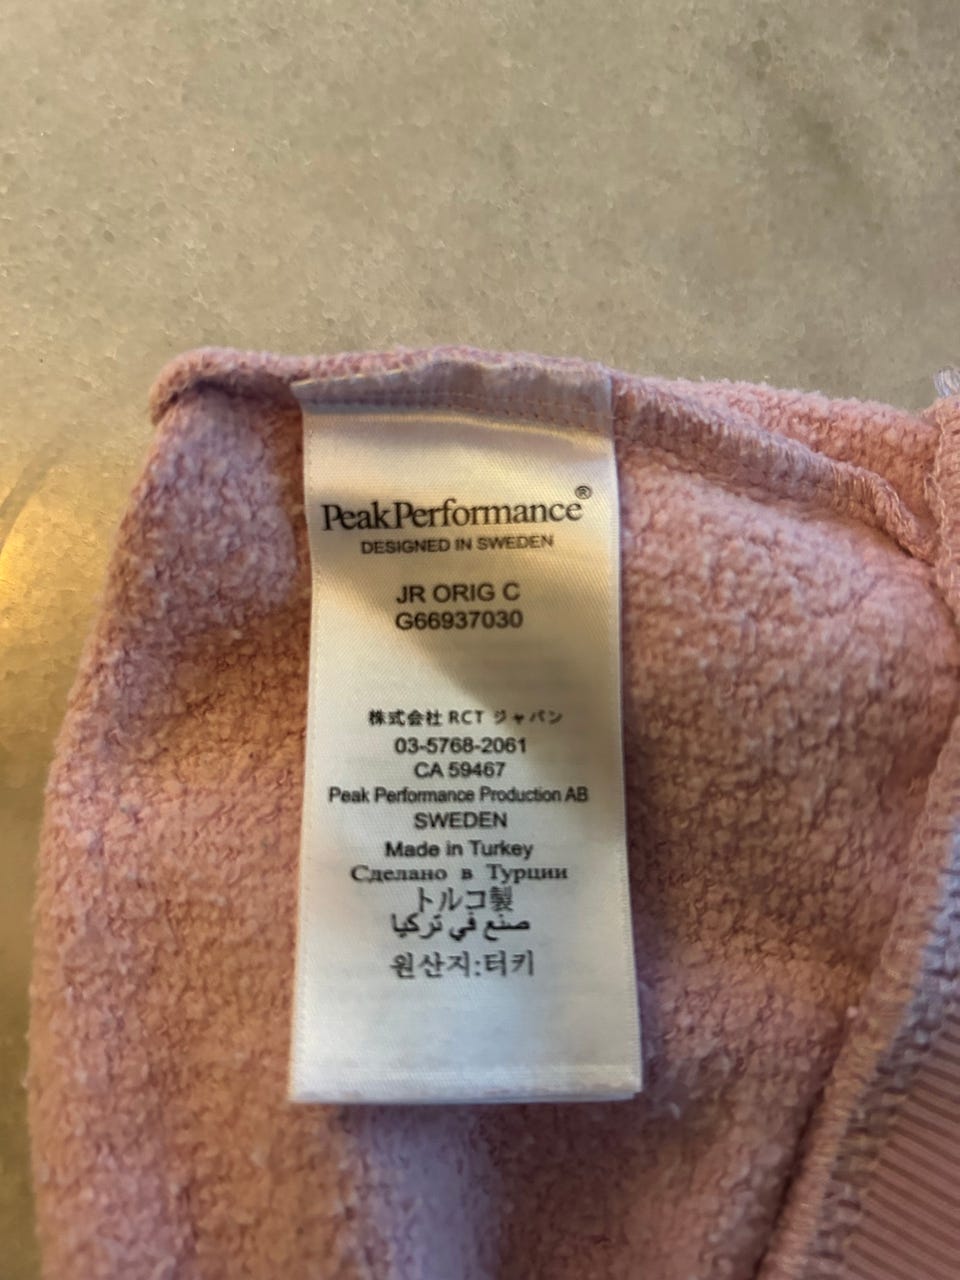 PeakPerformance®
DESIGNED IN SWEDEN
JR ORIG C
G66937030
株式会社 RCT ジャパン
03-5768-2061
CA 59467
Peak Performance Production AB
SWEDEN
Made in Turkey
Сделано в Турции
トルコ製
صنع في تركيا
원산지:터키